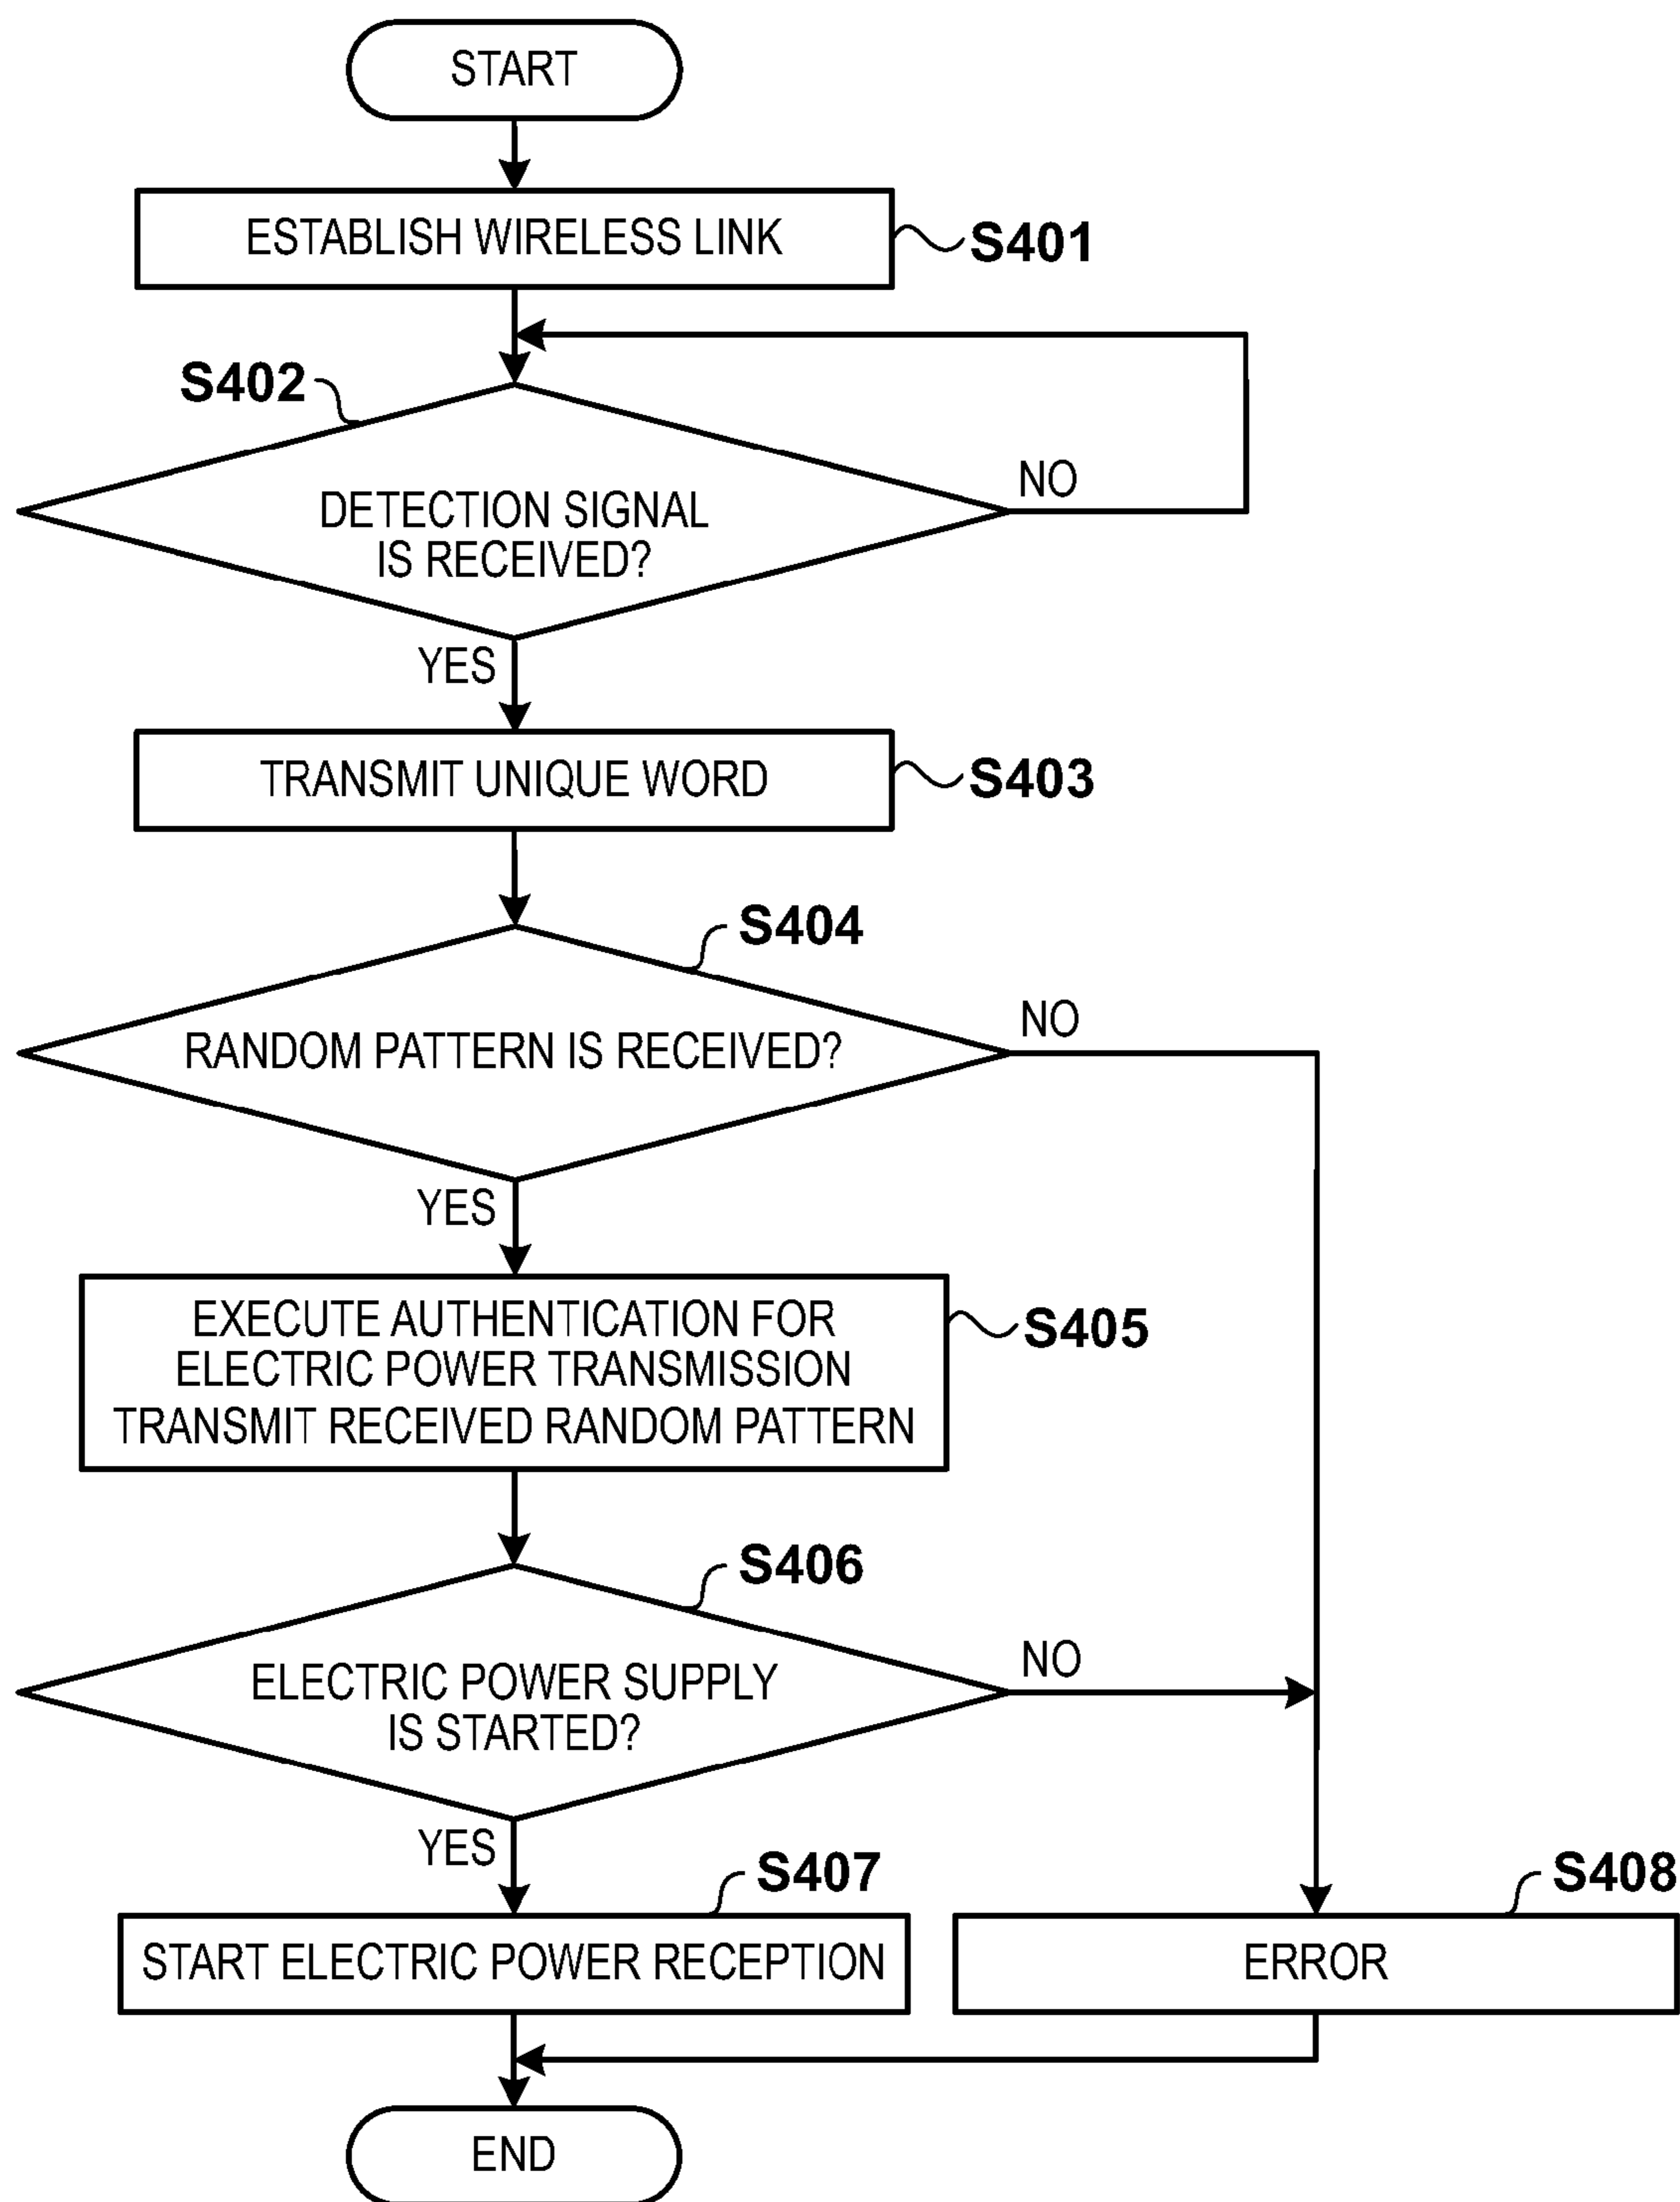 START
ESTABLISH WIRELESS LINK
S401
S402
NO
DETECTION SIGNAL
IS RECEIVED?
YES
TRANSMIT UNIQUE WORD
S403
S404
NO
RANDOM PATTERN IS RECEIVED?
YES
EXECUTE AUTHENTICATION FOR
ELECTRIC POWER TRANSMISSION
TRANSMIT RECEIVED RANDOM PATTERN
S405
S406
NO
ELECTRIC POWER SUPPLY
IS STARTED?
YES
S407
S408
START ELECTRIC POWER RECEPTION
ERROR
END